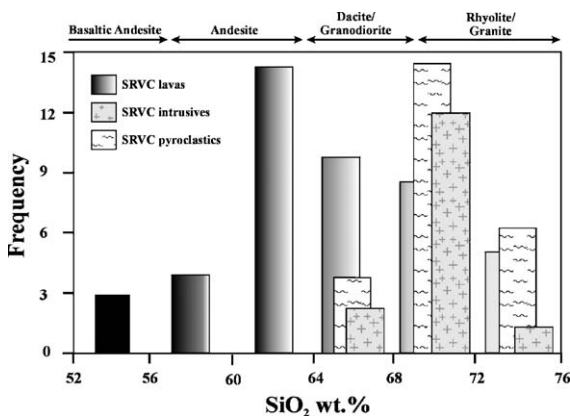 Basaltic Andesite Andesite Dacite/ Granodiorite Rhyolite/ Granite
15
SRVC lavas
12
SRVC intrusives
9
SRVC pyroclastics
6
3
0
Frequency
52 56 60 64 68 72 76
SiO₂ wt.%